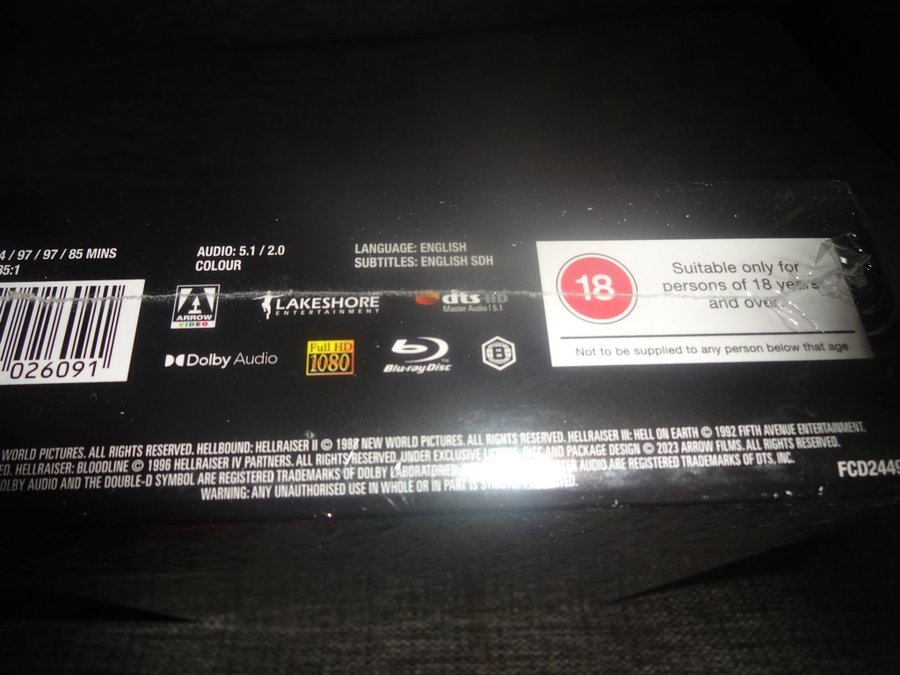 4 / 97 / 97 / 85 MINS
35:1
AUDIO: 5.1 / 2.0
COLOUR
LANGUAGE: ENGLISH
SUBTITLES: ENGLISH SDH
026091
ARROW
VIDEO
LAKESHORE
ENTERTAINMENT
dts-HD
Master Audio | 5.1
Dolby Audio
Full HD
1080
Blu-ray Disc
TM
B
18
Suitable only for
persons of 18 years
and over
Not to be supplied to any person below that age
WORLD PICTURES. ALL RIGHTS RESERVED. HELLBOUND: HELLRAISER II © 1988 NEW WORLD PICTURES. ALL RIGHTS RESERVED. HELLRAISER III: HELL ON EARTH © 1992 FIFTH AVENUE ENTERTAINMENT.
ED. HELLRAISER: BLOODLINE © 1996 HELLRAISER IV PARTNERS. ALL RIGHTS RESERVED. UNDER EXCLUSIVE LICENSE. DISC AND PACKAGE DESIGN © 2023 ARROW FILMS. ALL RIGHTS RESERVED.
DOLBY AUDIO AND THE DOUBLE-D SYMBOL ARE REGISTERED TRADEMARKS OF DOLBY LABORATORIES AUDIO ARE REGISTERED TRADEMARKS OF DTS, INC.
WARNING: ANY UNAUTHORISED USE IN WHOLE OR IN PART IS
FCD2449